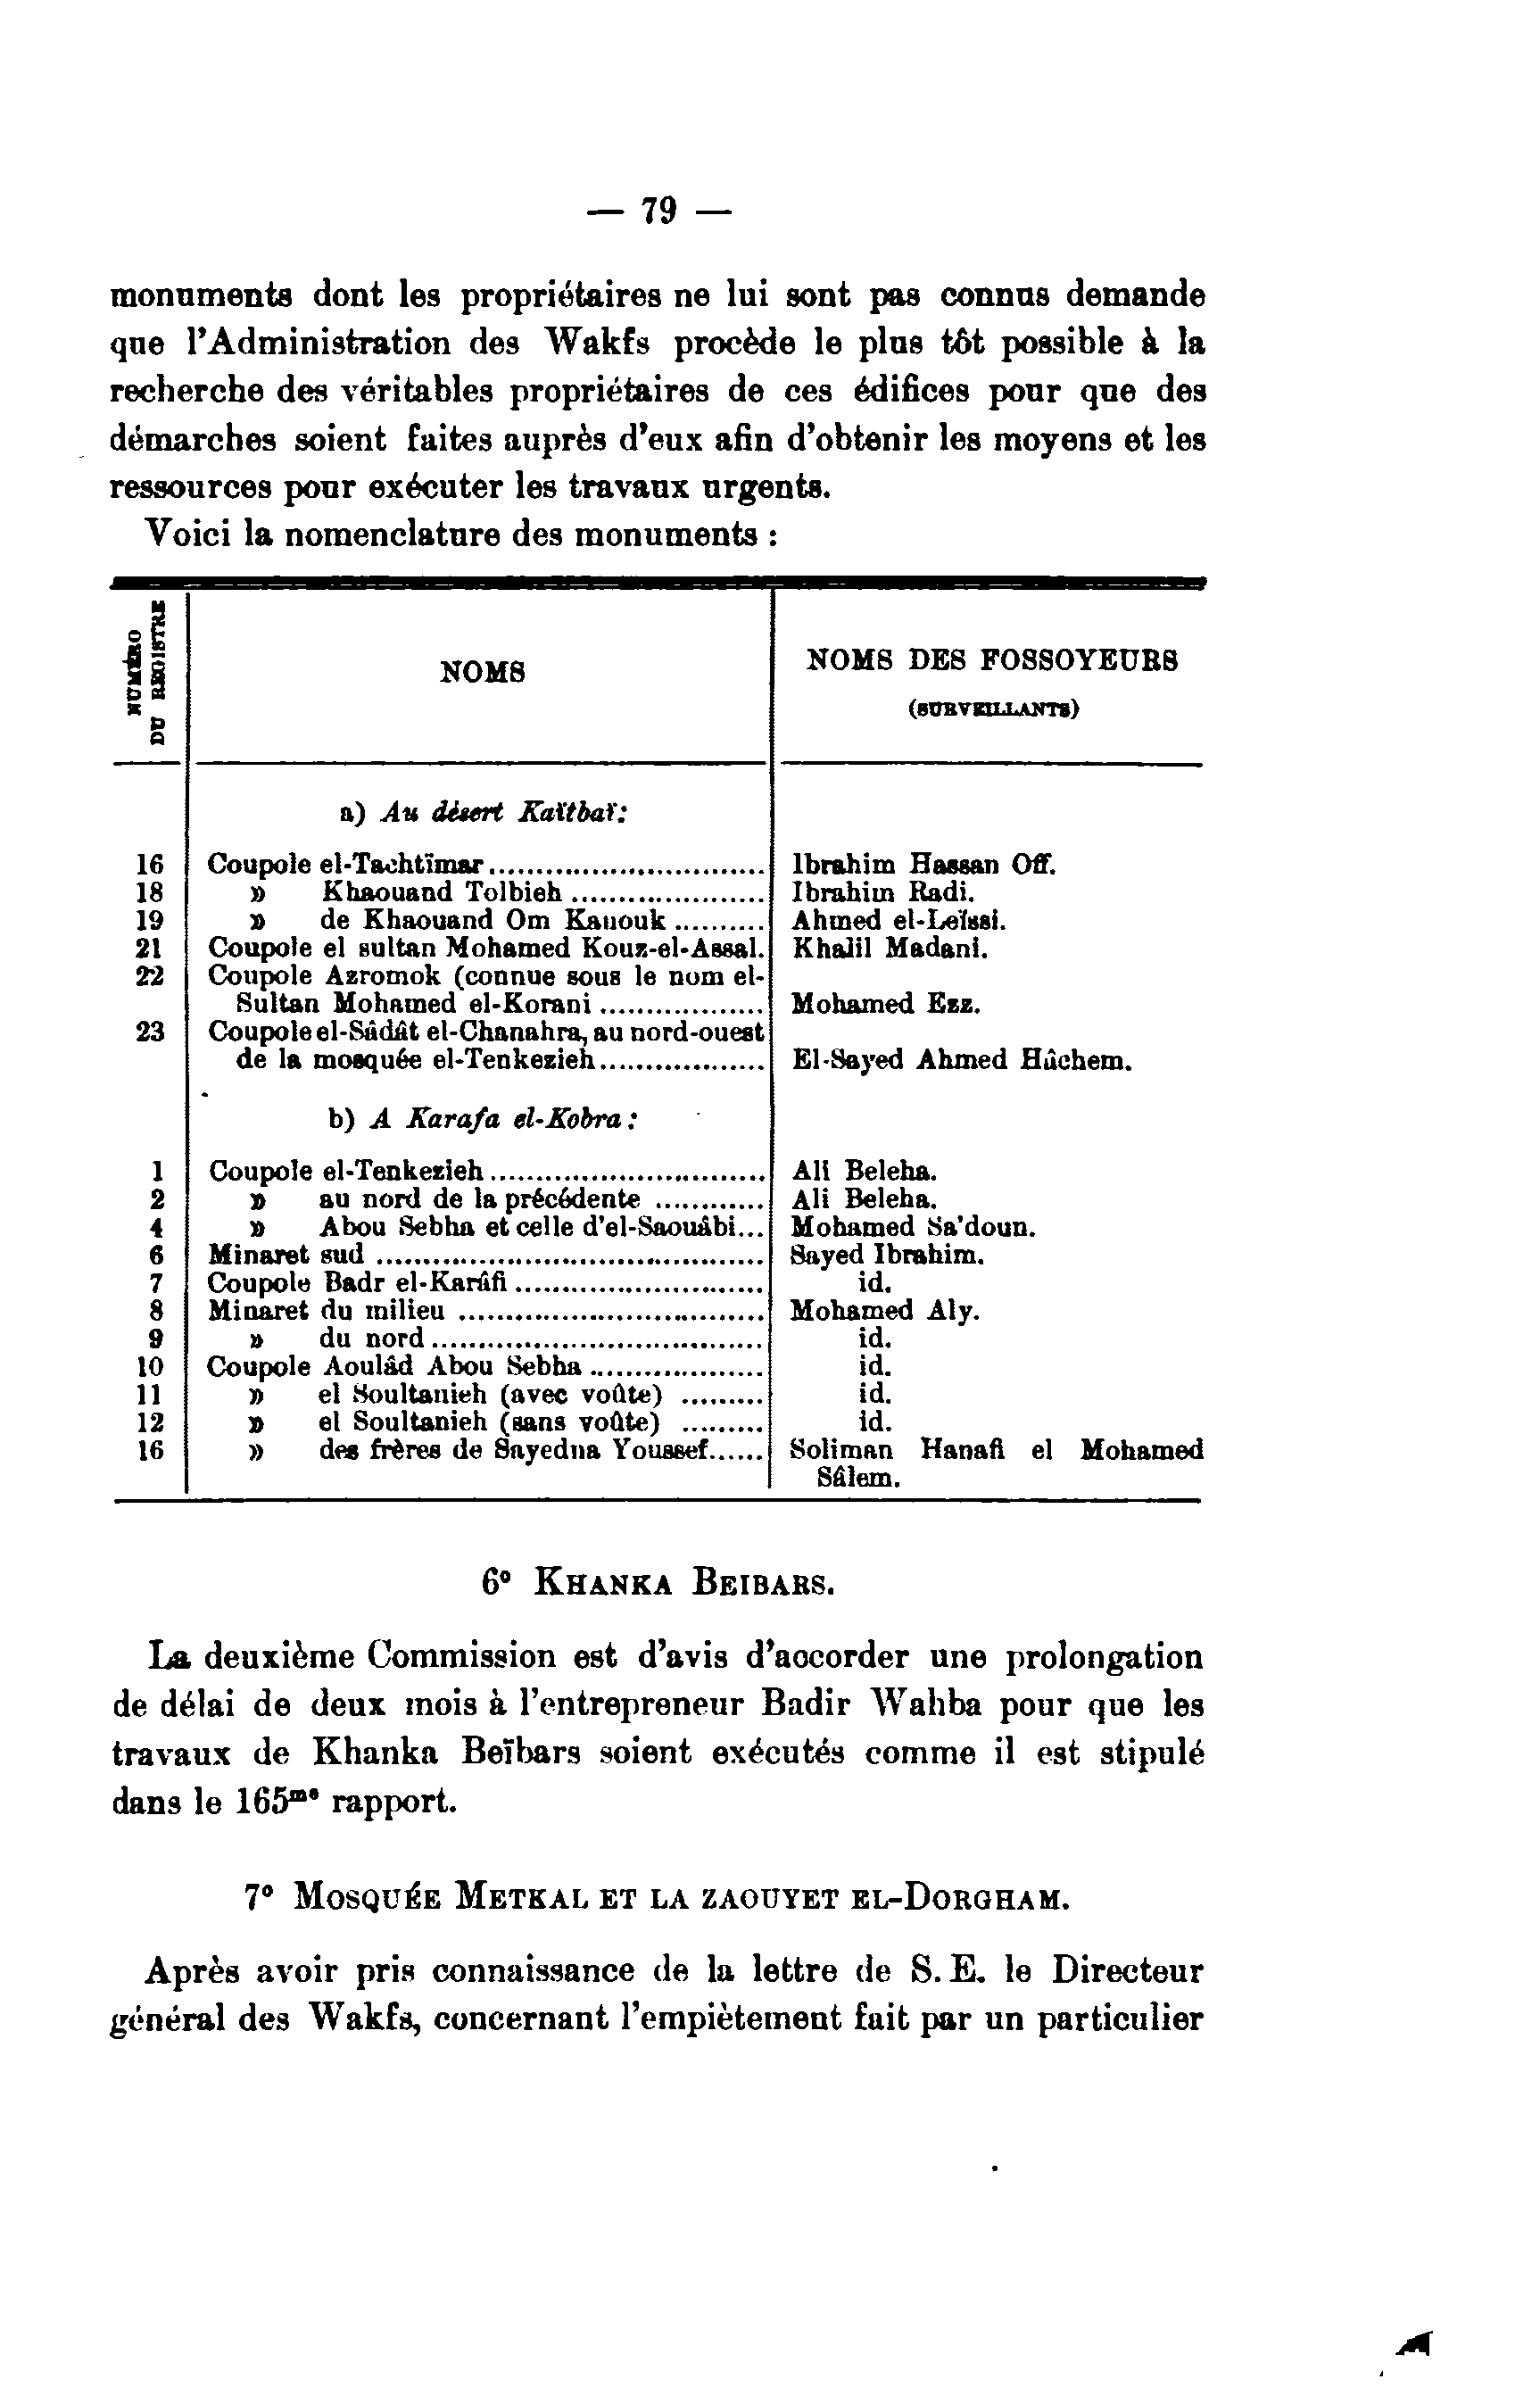 — 79 —
monuments dont les propriétaires ne lui sont pas connus demande
que l'Administration des Wakfs procède le plus tôt possible à la
recherche des véritables propriétaires de ces édifices pour que des
démarches soient faites auprès d'eux afin d'obtenir les moyens et les
ressources pour exécuter les travaux urgents.
Voici la nomenclature des monuments :
NUMÉRO
DU REGISTRE
NOMS
NOMS DES FOSSOYEURS
(SURVEILLANTS)
a) Au désert Kaïtbaï:
16 Coupole el-Tachtïmar.............................. Ibrahim Hassan Off.
18 » Khaouand Tolbieh ..................... Ibrahim Radi.
19 » de Khaouand Om Kanouk .......... Ahmed el-Leïssi.
21 Coupole el sultan Mohamed Kouz-el-Assal. Khalil Madani.
22 Coupole Azromok (connue sous le nom el-
Sultan Mohamed el-Korani .................. Mohamed Ezz.
23 Coupole el-Sâdât el-Chanahra, au nord-ouest
de la mosquée el-Tenkezieh.................. El-Sayed Ahmed Hâchem.
b) A Karafa el-Kobra :
1 Coupole el-Tenkezieh .............................. Ali Beleha.
2 » au nord de la précédente ............ Ali Beleha.
4 » Abou Sebha et celle d'el-Saouâbi... Mohamed Sa'doun.
6 Minaret sud .......................................... Sayed Ibrahim.
7 Coupole Badr el-Karâfi ........................... id.
8 Minaret du milieu ................................. Mohamed Aly.
9 » du nord.................................... id.
10 Coupole Aoulâd Abou Sebha ................... id.
11 » el Soultanieh (avec voûte) ......... id.
12 » el Soultanieh (sans voûte) ......... id.
16 » des frères de Sayedna Youssef...... Soliman Hanafi el Mohamed
Sâlem.
6° KHANKA BEIBARS.
La deuxième Commission est d'avis d'accorder une prolongation
de délai de deux mois à l'entrepreneur Badir Wahba pour que les
travaux de Khanka Beïbars soient exécutés comme il est stipulé
dans le 165me rapport.
7° MOSQUÉE METKAL ET LA ZAOUYET EL-DORGHAM.
Après avoir pris connaissance de la lettre de S. E. le Directeur
général des Wakfs, concernant l'empiètement fait par un particulier